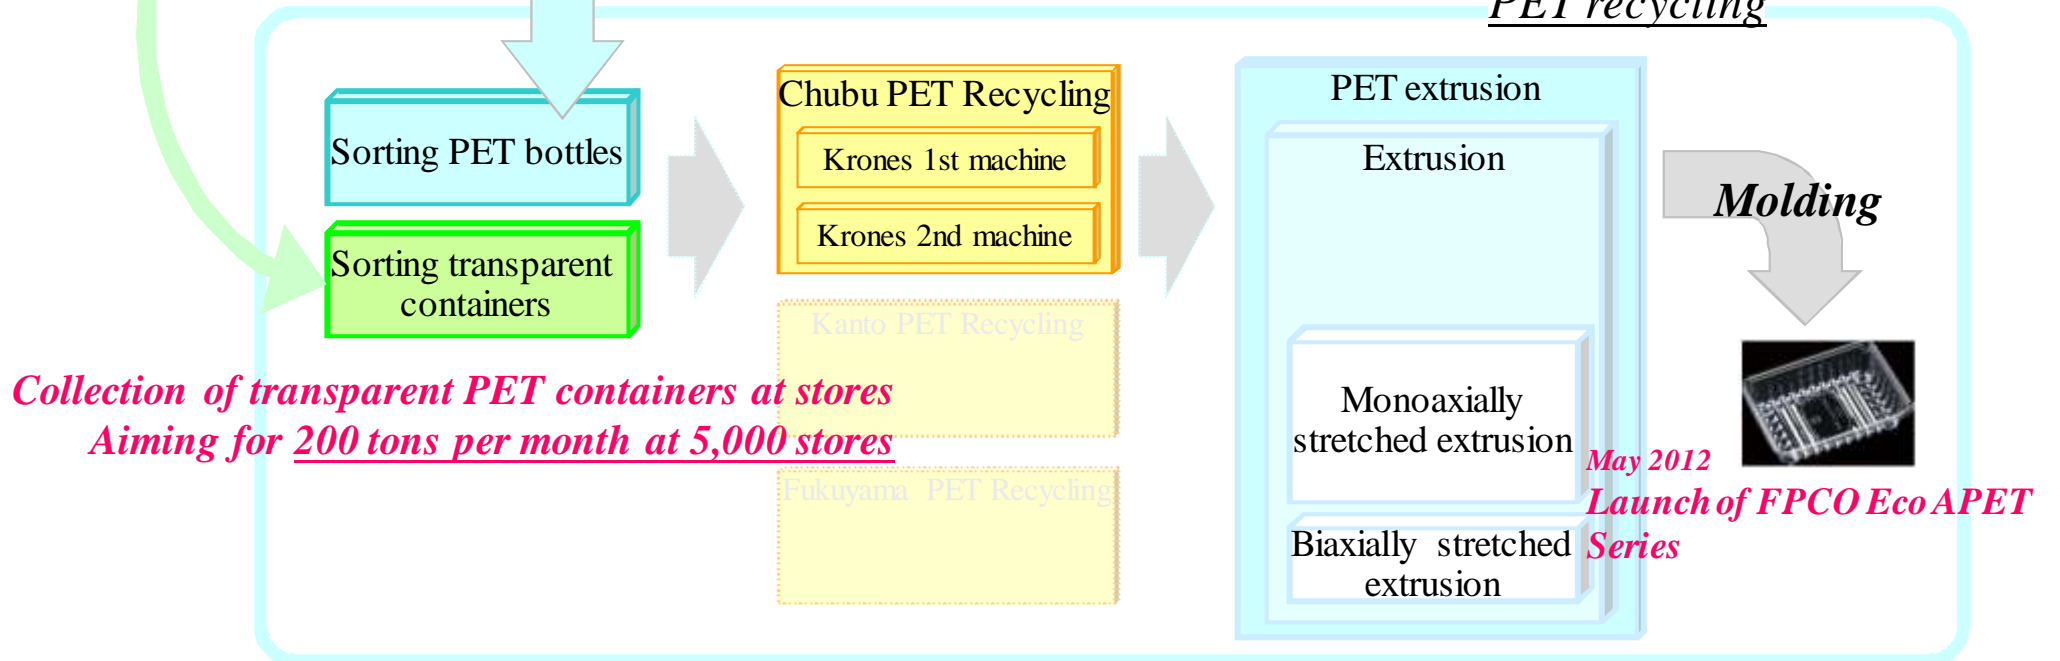 PET recycling
Sorting PET bottles
Sorting transparent
containers
Collection of transparent PET containers at stores
Aiming for 200 tons per month at 5,000 stores
Chubu PET Recycling
Krones 1st machine
Krones 2nd machine
Kanto PET Recycling
Fukuyama PET Recycling
PET extrusion
Extrusion
Monoaxially
stretched extrusion
Biaxially stretched
extrusion
Molding
May 2012
Launch of FPCO Eco APET
Series